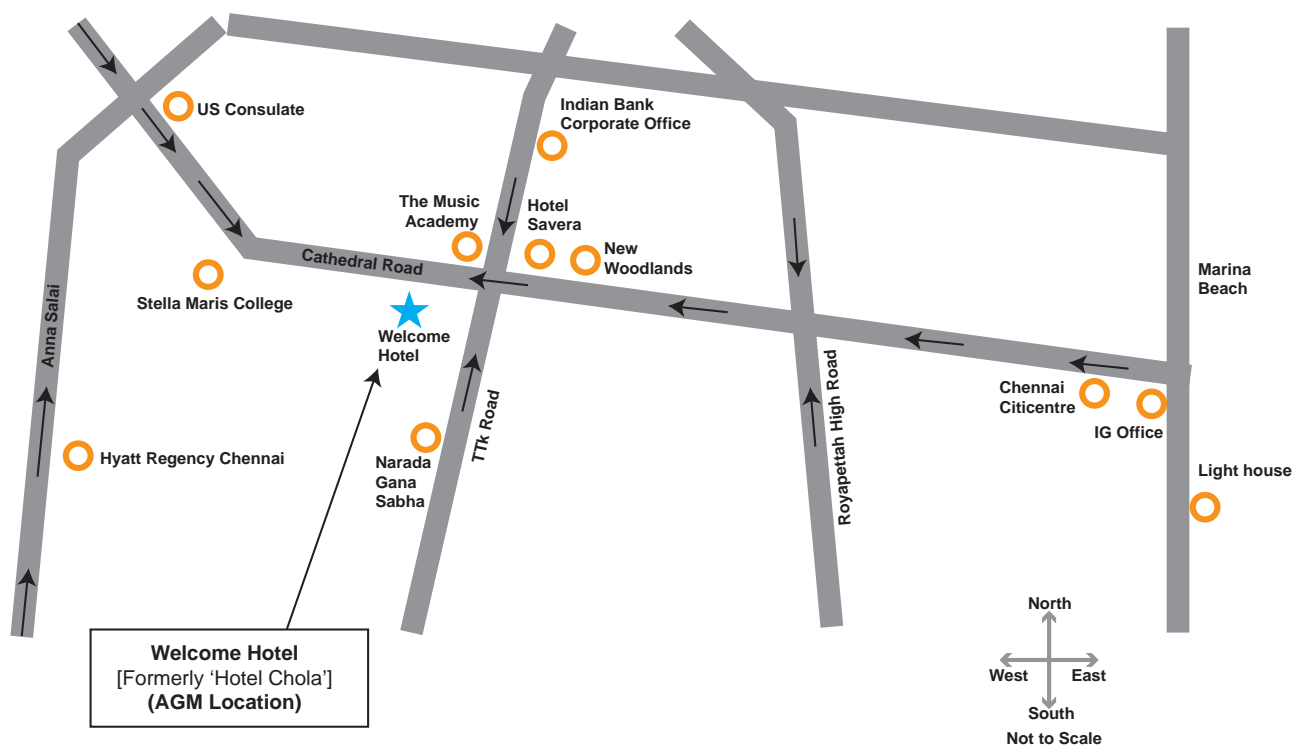 US Consulate
Indian Bank
Corporate Office
The Music
Academy
Hotel
Savera
New
Woodlands
Cathedral Road
Marina
Beach
Stella Maris College
Anna Salai
Welcome
Hotel
TTk Road
Royapettah High Road
Chennai
Citicentre
IG Office
Hyatt Regency Chennai
Narada
Gana
Sabha
Light house
Welcome Hotel
[Formerly ‘Hotel Chola’]
(AGM Location)
North
West East
South
Not to Scale